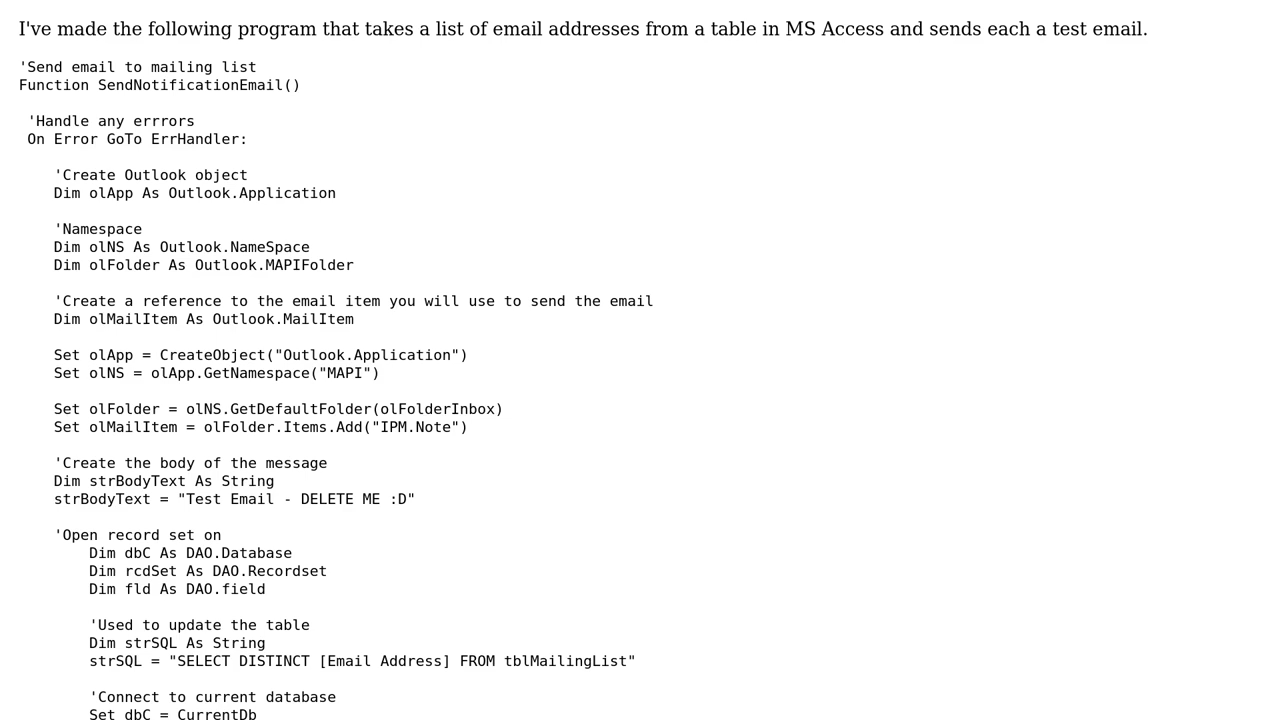 I've made the following program that takes a list of email addresses from a table in MS Access and sends each a test email.
'Send email to mailing list
Function SendNotificationEmail()
'Handle any errrors
On Error GoTo ErrHandler:
'Create Outlook object
Dim olApp As Outlook.Application
'Namespace
Dim olNS As Outlook.NameSpace
Dim olFolder As Outlook.MAPIFolder
'Create a reference to the email item you will use to send the email
Dim olMailItem As Outlook.MailItem
Set olApp = CreateObject("Outlook.Application")
Set olNS = olApp.GetNamespace("MAPI")
Set olFolder = olNS.GetDefaultFolder(olFolderInbox)
Set olMailItem = olFolder.Items.Add("IPM.Note")
'Create the body of the message
Dim strBodyText As String
strBodyText = "Test Email - DELETE ME :D"
'Open record set on
Dim dbC As DAO.Database
Dim rcdSet As DAO.Recordset
Dim fld As DAO.field
'Used to update the table
Dim strSQL As String
strSQL = "SELECT DISTINCT [Email Address] FROM tblMailingList"
'Connect to current database
Set dbC = CurrentDb